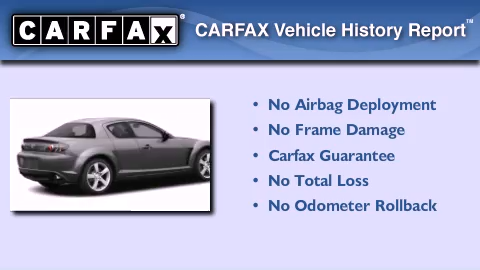 CARFAX®
CARFAX Vehicle History Report™
• No Airbag Deployment
• No Frame Damage
• Carfax Guarantee
• No Total Loss
• No Odometer Rollback